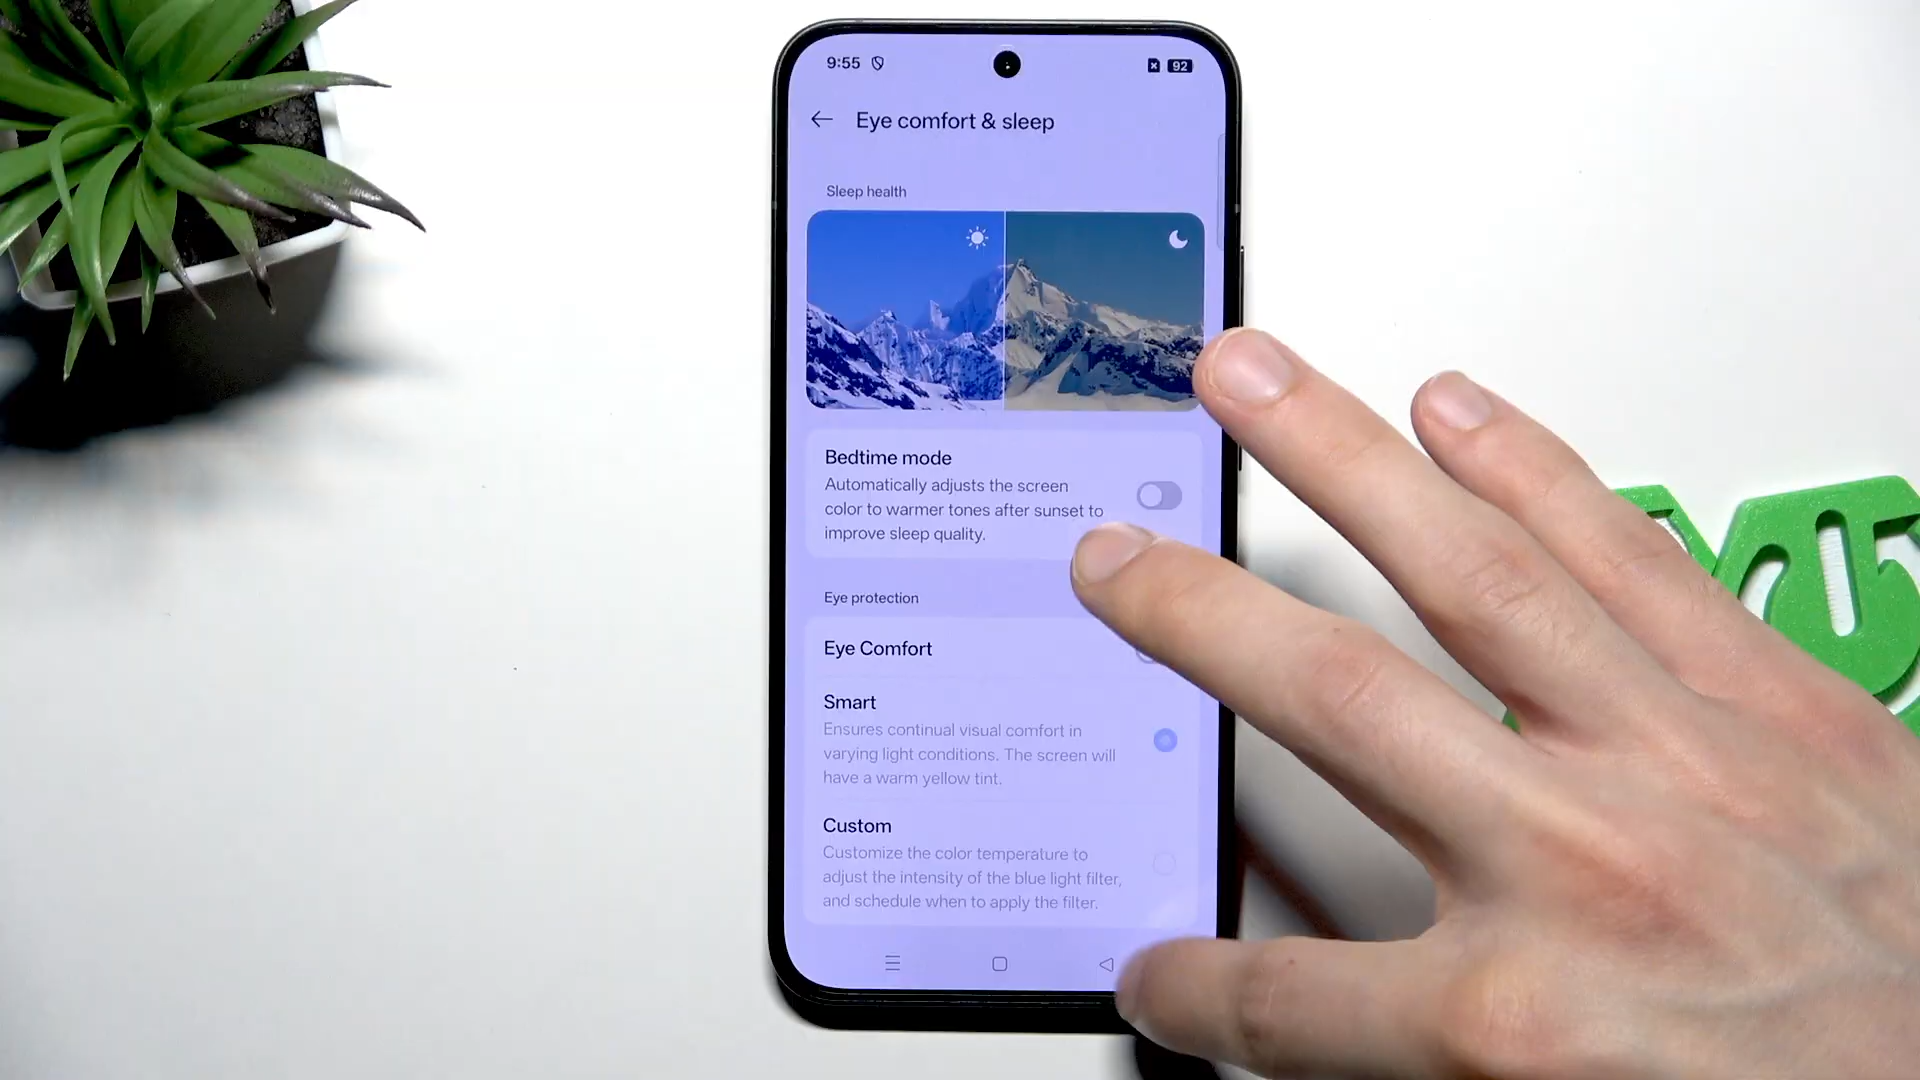 9:55
92
Eye comfort & sleep
Sleep health
Bedtime mode
Automatically adjusts the screen
color to warmer tones after sunset to
improve sleep quality.
Eye protection
Eye Comfort
Smart
Ensures continual visual comfort in
varying light conditions. The screen will
have a warm yellow tint.
Custom
Customize the color temperature to
adjust the intensity of the blue light filter,
and schedule when to apply the filter.